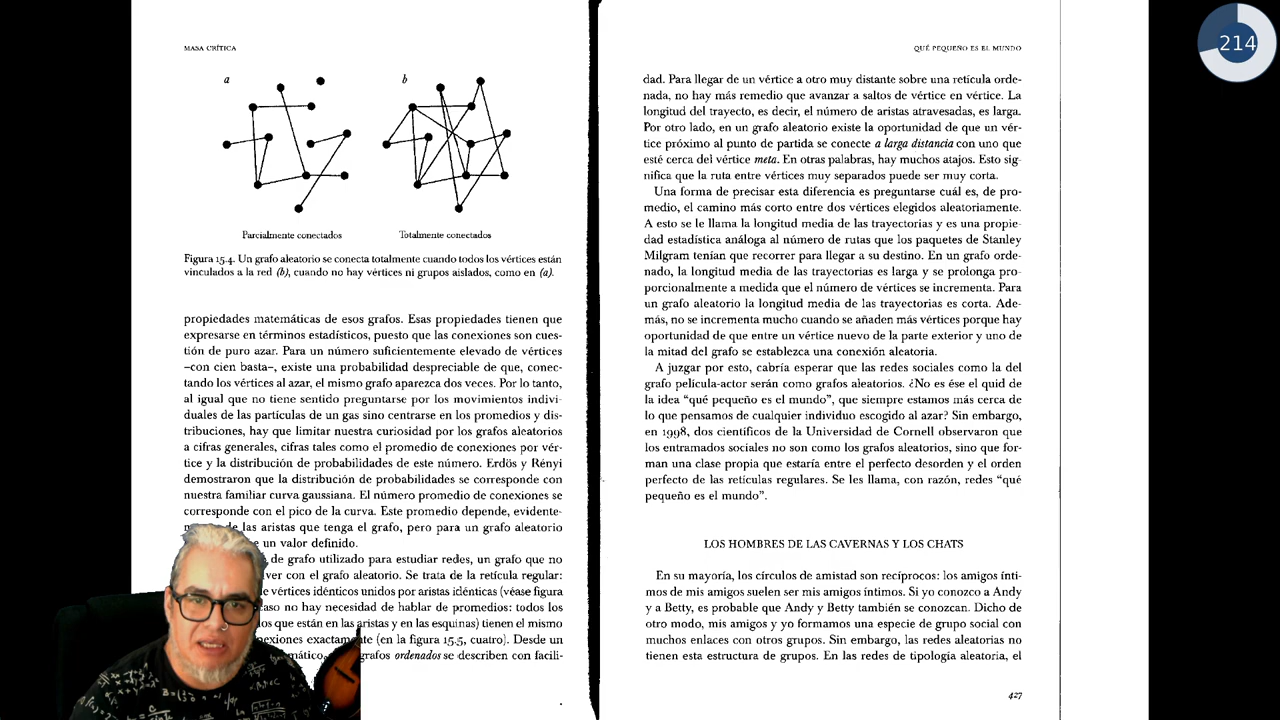 214
MASA CRÍTICA
a
b
Parcialmente conectados
Totalmente conectados
Figura 15.4. Un grafo aleatorio se conecta totalmente cuando todos los vértices están
vinculados a la red (b), cuando no hay vértices ni grupos aislados, como en (a).
propiedades matemáticas de esos grafos. Esas propiedades tienen que
expresarse en términos estadísticos, puesto que las conexiones son cues-
tión de puro azar. Para un número suficientemente elevado de vértices
–con cien basta–, existe una probabilidad despreciable de que, conec-
tando los vértices al azar, el mismo grafo aparezca dos veces. Por lo tanto,
al igual que no tiene sentido preguntarse por los movimientos indivi-
duales de las partículas de un gas sino centrarse en los promedios y dis-
tribuciones, hay que limitar nuestra curiosidad por los grafos aleatorios
a cifras generales, cifras tales como el promedio de conexiones por vér-
tice y la distribución de probabilidades de este número. Erdös y Rényi
demostraron que la distribución de probabilidades se corresponde con
nuestra familiar curva gaussiana. El número promedio de conexiones se
corresponde con el pico de la curva. Este promedio depende, evidente-
de las aristas que tenga el grafo, pero para un grafo aleatorio
e un valor definido.
de grafo utilizado para estudiar redes, un grafo que no
ver con el grafo aleatorio. Se trata de la retícula regular:
e vértices idénticos unidos por aristas idénticas (véase figura
caso no hay necesidad de hablar de promedios: todos los
los que están en las aristas y en las esquinas) tienen el mismo
nexiones exactamente (en la figura 15.5, cuatro). Desde un
mático, grafos ordenados se describen con facili-
QUÉ PEQUEÑO ES EL MUNDO
dad. Para llegar de un vértice a otro muy distante sobre una retícula orde-
nada, no hay más remedio que avanzar a saltos de vértice en vértice. La
longitud del trayecto, es decir, el número de aristas atravesadas, es larga.
Por otro lado, en un grafo aleatorio existe la oportunidad de que un vér-
tice próximo al punto de partida se conecte a larga distancia con uno que
esté cerca del vértice meta. En otras palabras, hay muchos atajos. Esto sig-
nifica que la ruta entre vértices muy separados puede ser muy corta.
Una forma de precisar esta diferencia es preguntarse cuál es, de pro-
medio, el camino más corto entre dos vértices elegidos aleatoriamente.
A esto se le llama la longitud media de las trayectorias y es una propie-
dad estadística análoga al número de rutas que los paquetes de Stanley
Milgram tenían que recorrer para llegar a su destino. En un grafo orde-
nado, la longitud media de las trayectorias es larga y se prolonga pro-
porcionalmente a medida que el número de vértices se incrementa. Para
un grafo aleatorio la longitud media de las trayectorias es corta. Ade-
más, no se incrementa mucho cuando se añaden más vértices porque hay
oportunidad de que entre un vértice nuevo de la parte exterior y uno de
la mitad del grafo se establezca una conexión aleatoria.
A juzgar por esto, cabría esperar que las redes sociales como la del
grafo película-actor serán como grafos aleatorios. ¿No es ése el quid de
la idea “qué pequeño es el mundo”, que siempre estamos más cerca de
lo que pensamos de cualquier individuo escogido al azar? Sin embargo,
en 1998, dos científicos de la Universidad de Cornell observaron que
los entramados sociales no son como los grafos aleatorios, sino que for-
man una clase propia que estaría entre el perfecto desorden y el orden
perfecto de las retículas regulares. Se les llama, con razón, redes “qué
pequeño es el mundo”.
LOS HOMBRES DE LAS CAVERNAS Y LOS CHATS
En su mayoría, los círculos de amistad son recíprocos: los amigos ínti-
mos de mis amigos suelen ser mis amigos íntimos. Si yo conozco a Andy
y a Betty, es probable que Andy y Betty también se conozcan. Dicho de
otro modo, mis amigos y yo formamos una especie de grupo social con
muchos enlaces con otros grupos. Sin embargo, las redes aleatorias no
tienen esta estructura de grupos. En las redes de tipología aleatoria, el
427